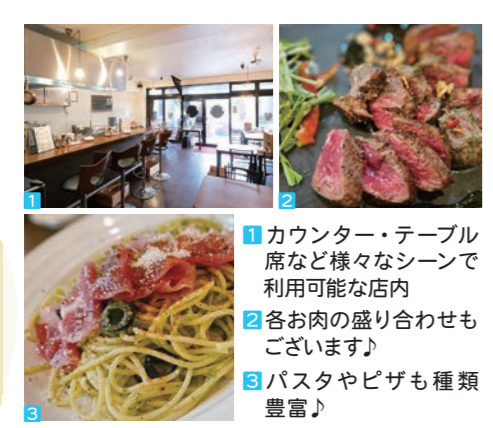 1
2
3
1 カウンター・テーブル
席など様々なシーンで
利用可能な店内
2 各お肉の盛り合わせも
ございます♪
3 パスタやピザも種類
豊富♪